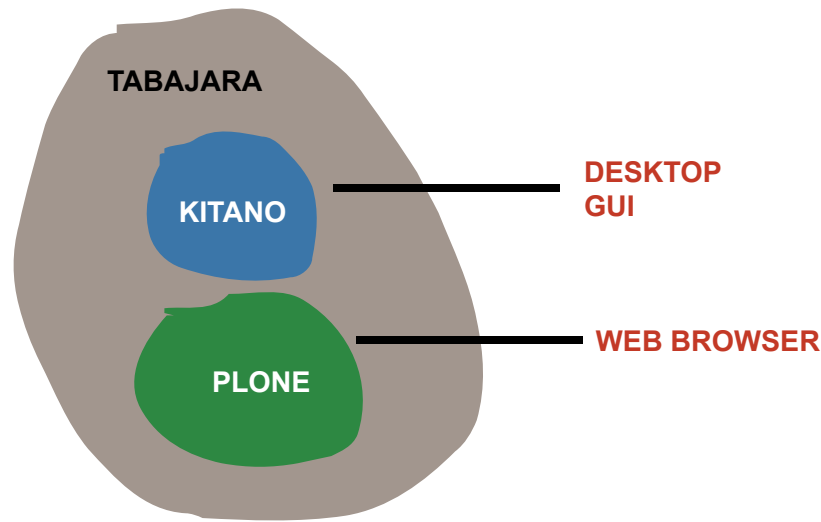 TABAJARA
KITANO
DESKTOP
GUI
PLONE
WEB BROWSER